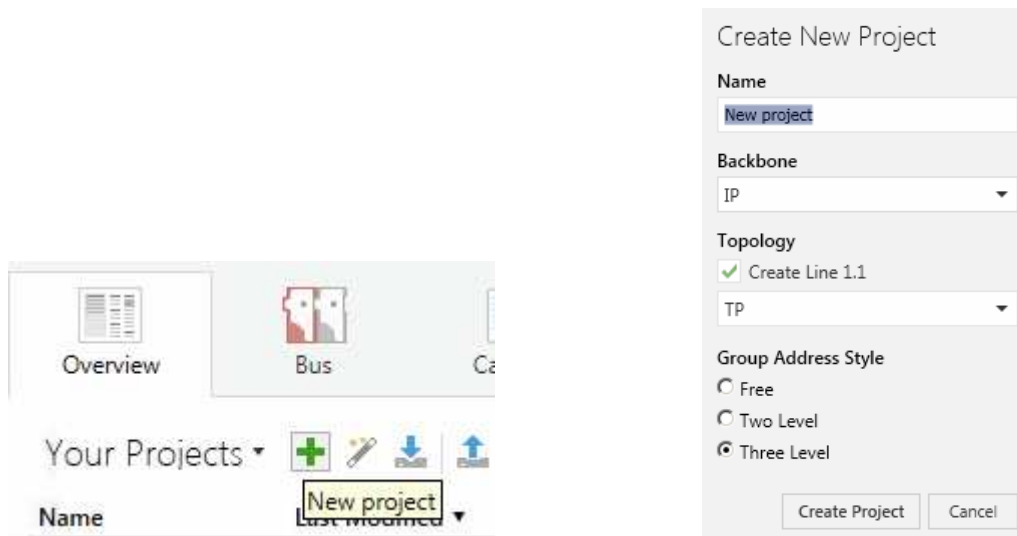 Overview
Bus
Ca
Your Projects
New project
Name
Last Modified
Create New Project
Name
New project
Backbone
IP
Topology
Create Line 1.1
TP
Group Address Style
Free
Two Level
Three Level
Create Project
Cancel